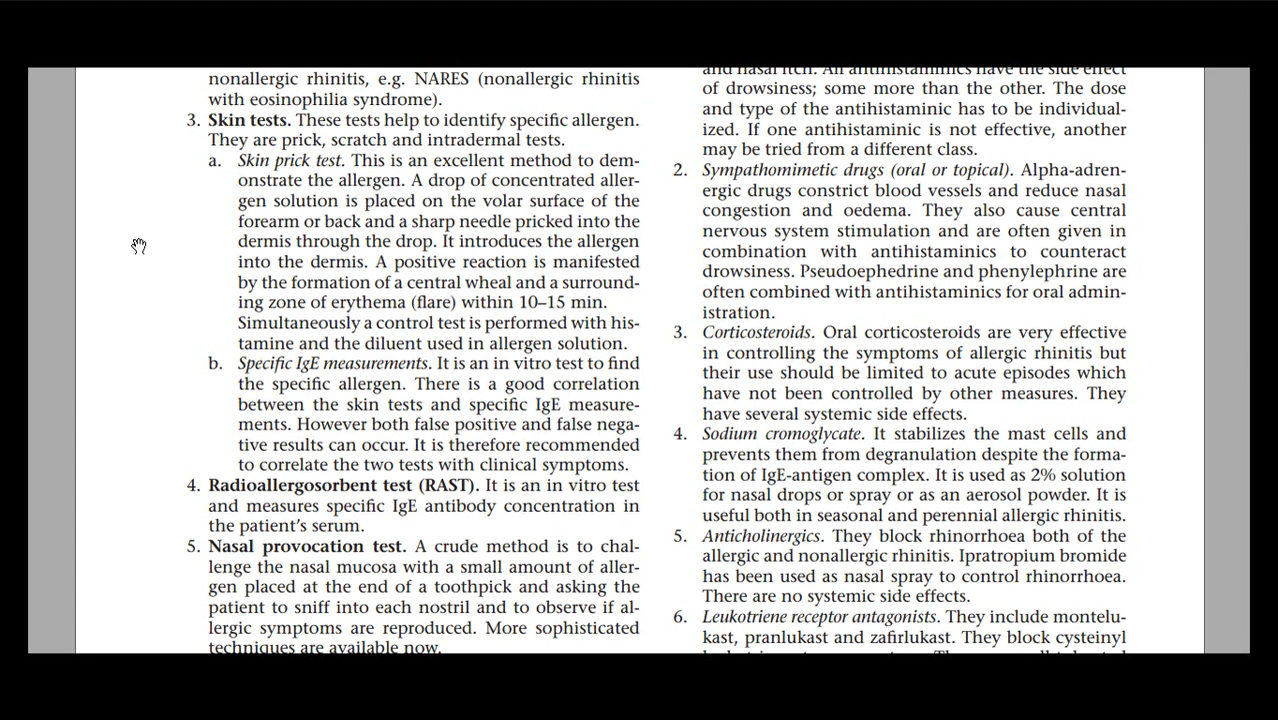 nonallergic rhinitis, e.g. NARES (nonallergic rhinitis
with eosinophilia syndrome).
3. Skin tests. These tests help to identify specific allergen.
They are prick, scratch and intradermal tests.
a. Skin prick test. This is an excellent method to dem-
onstrate the allergen. A drop of concentrated aller-
gen solution is placed on the volar surface of the
forearm or back and a sharp needle pricked into the
dermis through the drop. It introduces the allergen
into the dermis. A positive reaction is manifested
by the formation of a central wheal and a surround-
ing zone of erythema (flare) within 10–15 min.
Simultaneously a control test is performed with his-
tamine and the diluent used in allergen solution.
b. Specific IgE measurements. It is an in vitro test to find
the specific allergen. There is a good correlation
between the skin tests and specific IgE measure-
ments. However both false positive and false nega-
tive results can occur. It is therefore recommended
to correlate the two tests with clinical symptoms.
4. Radioallergosorbent test (RAST). It is an in vitro test
and measures specific IgE antibody concentration in
the patient's serum.
5. Nasal provocation test. A crude method is to chal-
lenge the nasal mucosa with a small amount of aller-
gen placed at the end of a toothpick and asking the
patient to sniff into each nostril and to observe if al-
lergic symptoms are reproduced. More sophisticated
techniques are available now.
and nasal itch. All antihistaminics have the side effect
of drowsiness; some more than the other. The dose
and type of the antihistaminic has to be individual-
ized. If one antihistaminic is not effective, another
may be tried from a different class.
2. Sympathomimetic drugs (oral or topical). Alpha-adren-
ergic drugs constrict blood vessels and reduce nasal
congestion and oedema. They also cause central
nervous system stimulation and are often given in
combination with antihistaminics to counteract
drowsiness. Pseudoephedrine and phenylephrine are
often combined with antihistaminics for oral admin-
istration.
3. Corticosteroids. Oral corticosteroids are very effective
in controlling the symptoms of allergic rhinitis but
their use should be limited to acute episodes which
have not been controlled by other measures. They
have several systemic side effects.
4. Sodium cromoglycate. It stabilizes the mast cells and
prevents them from degranulation despite the forma-
tion of IgE-antigen complex. It is used as 2% solution
for nasal drops or spray or as an aerosol powder. It is
useful both in seasonal and perennial allergic rhinitis.
5. Anticholinergics. They block rhinorrhoea both of the
allergic and nonallergic rhinitis. Ipratropium bromide
has been used as nasal spray to control rhinorrhoea.
There are no systemic side effects.
6. Leukotriene receptor antagonists. They include montelu-
kast, pranlukast and zafirlukast. They block cysteinyl